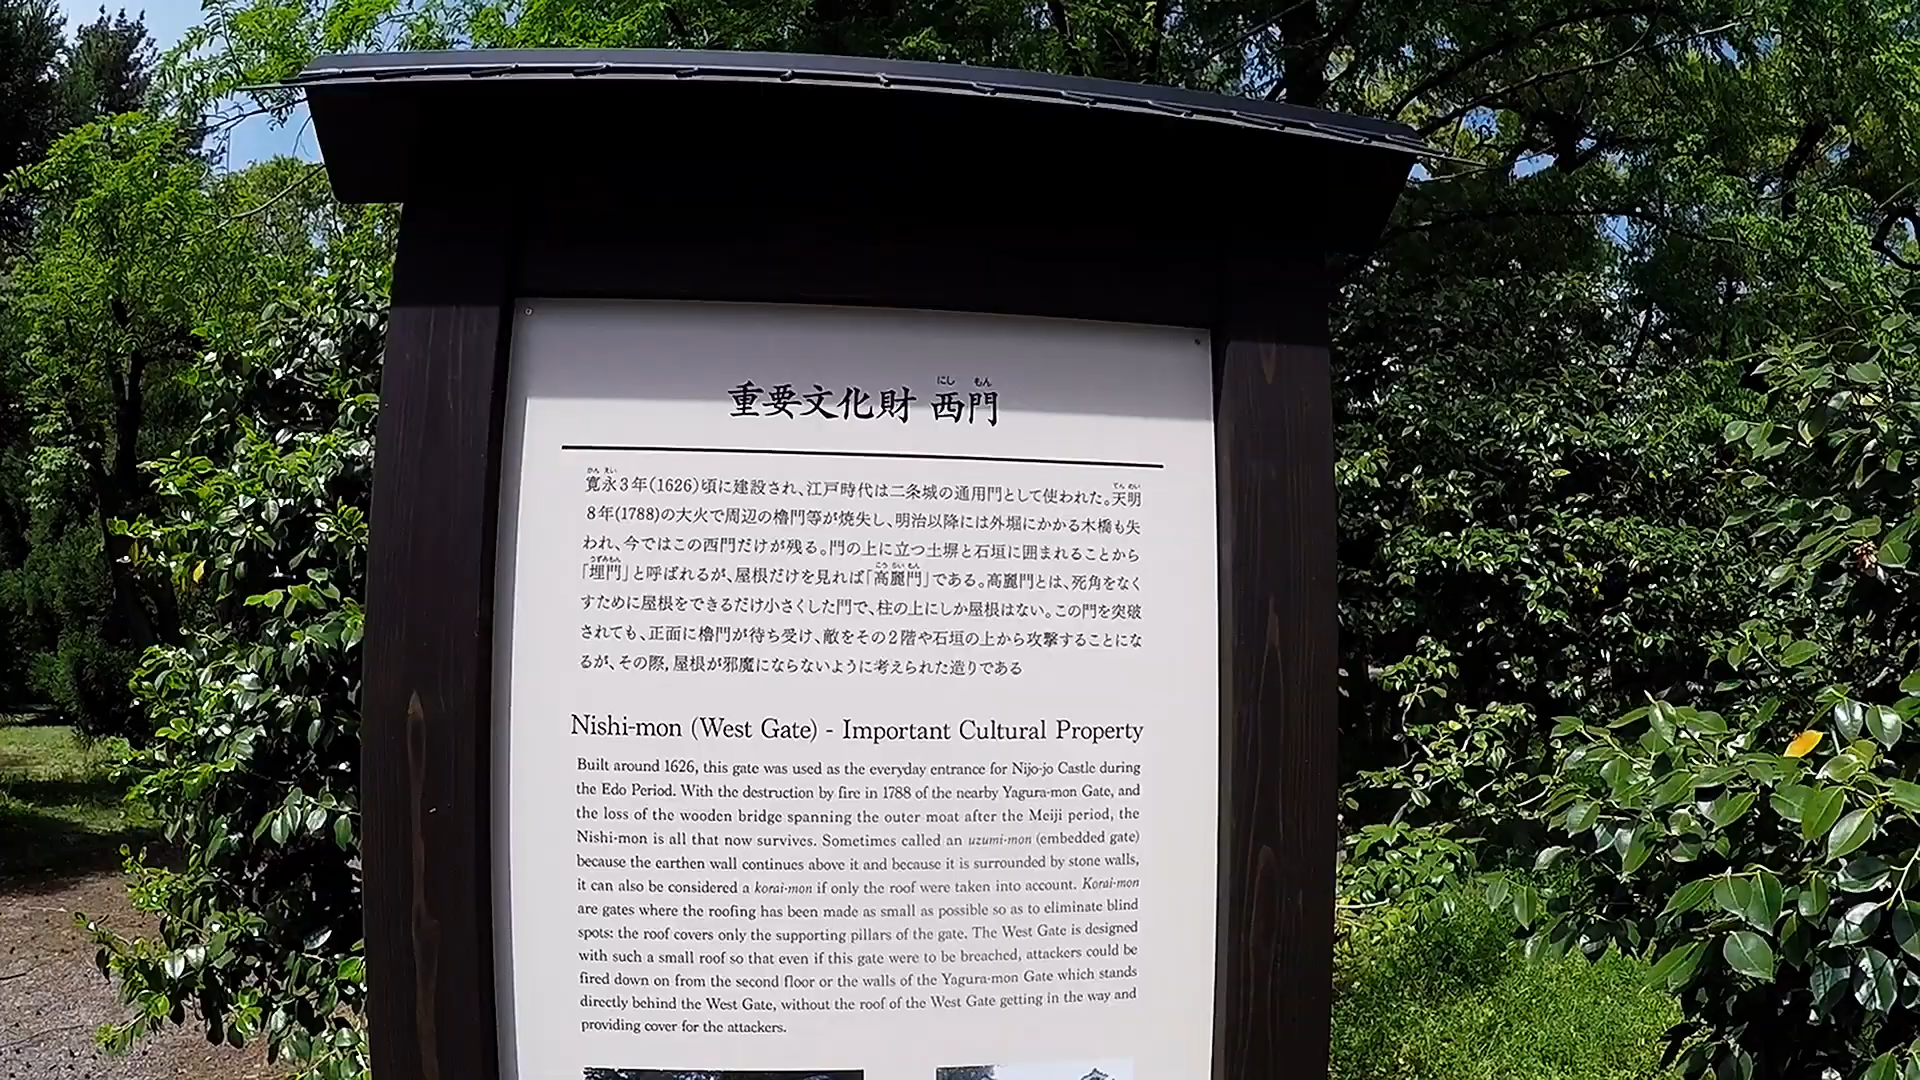 にし もん
重要文化財 西門
かん えい
寛永3年(1626)頃に建設され、江戸時代は二条城の通用門として使われた。天明
てん めい
8年(1788)の大火で周辺の櫓門等が焼失し、明治以降には外堀にかかる木橋も失
われ、今ではこの西門だけが残る。門の上に立つ土塀と石垣に囲まれることから
うずみもん こう らい もん
「埋門」と呼ばれるが、屋根だけを見れば「高麗門」である。高麗門とは、死角をなく
すために屋根をできるだけ小さくした門で、柱の上にしか屋根はない。この門を突破
されても、正面に櫓門が待ち受け、敵をその2階や石垣の上から攻撃することにな
るが、その際,屋根が邪魔にならないように考えられた造りである
Nishi-mon (West Gate) - Important Cultural Property
Built around 1626, this gate was used as the everyday entrance for Nijo-jo Castle during
the Edo Period. With the destruction by fire in 1788 of the nearby Yagura-mon Gate, and
the loss of the wooden bridge spanning the outer moat after the Meiji period, the
Nishi-mon is all that now survives. Sometimes called an uzumi-mon (embedded gate)
because the earthen wall continues above it and because it is surrounded by stone walls,
it can also be considered a korai-mon if only the roof were taken into account. Korai-mon
are gates where the roofing has been made as small as possible so as to eliminate blind
spots: the roof covers only the supporting pillars of the gate. The West Gate is designed
with such a small roof so that even if this gate were to be breached, attackers could be
fired down on from the second floor or the walls of the Yagura-mon Gate which stands
directly behind the West Gate, without the roof of the West Gate getting in the way and
providing cover for the attackers.